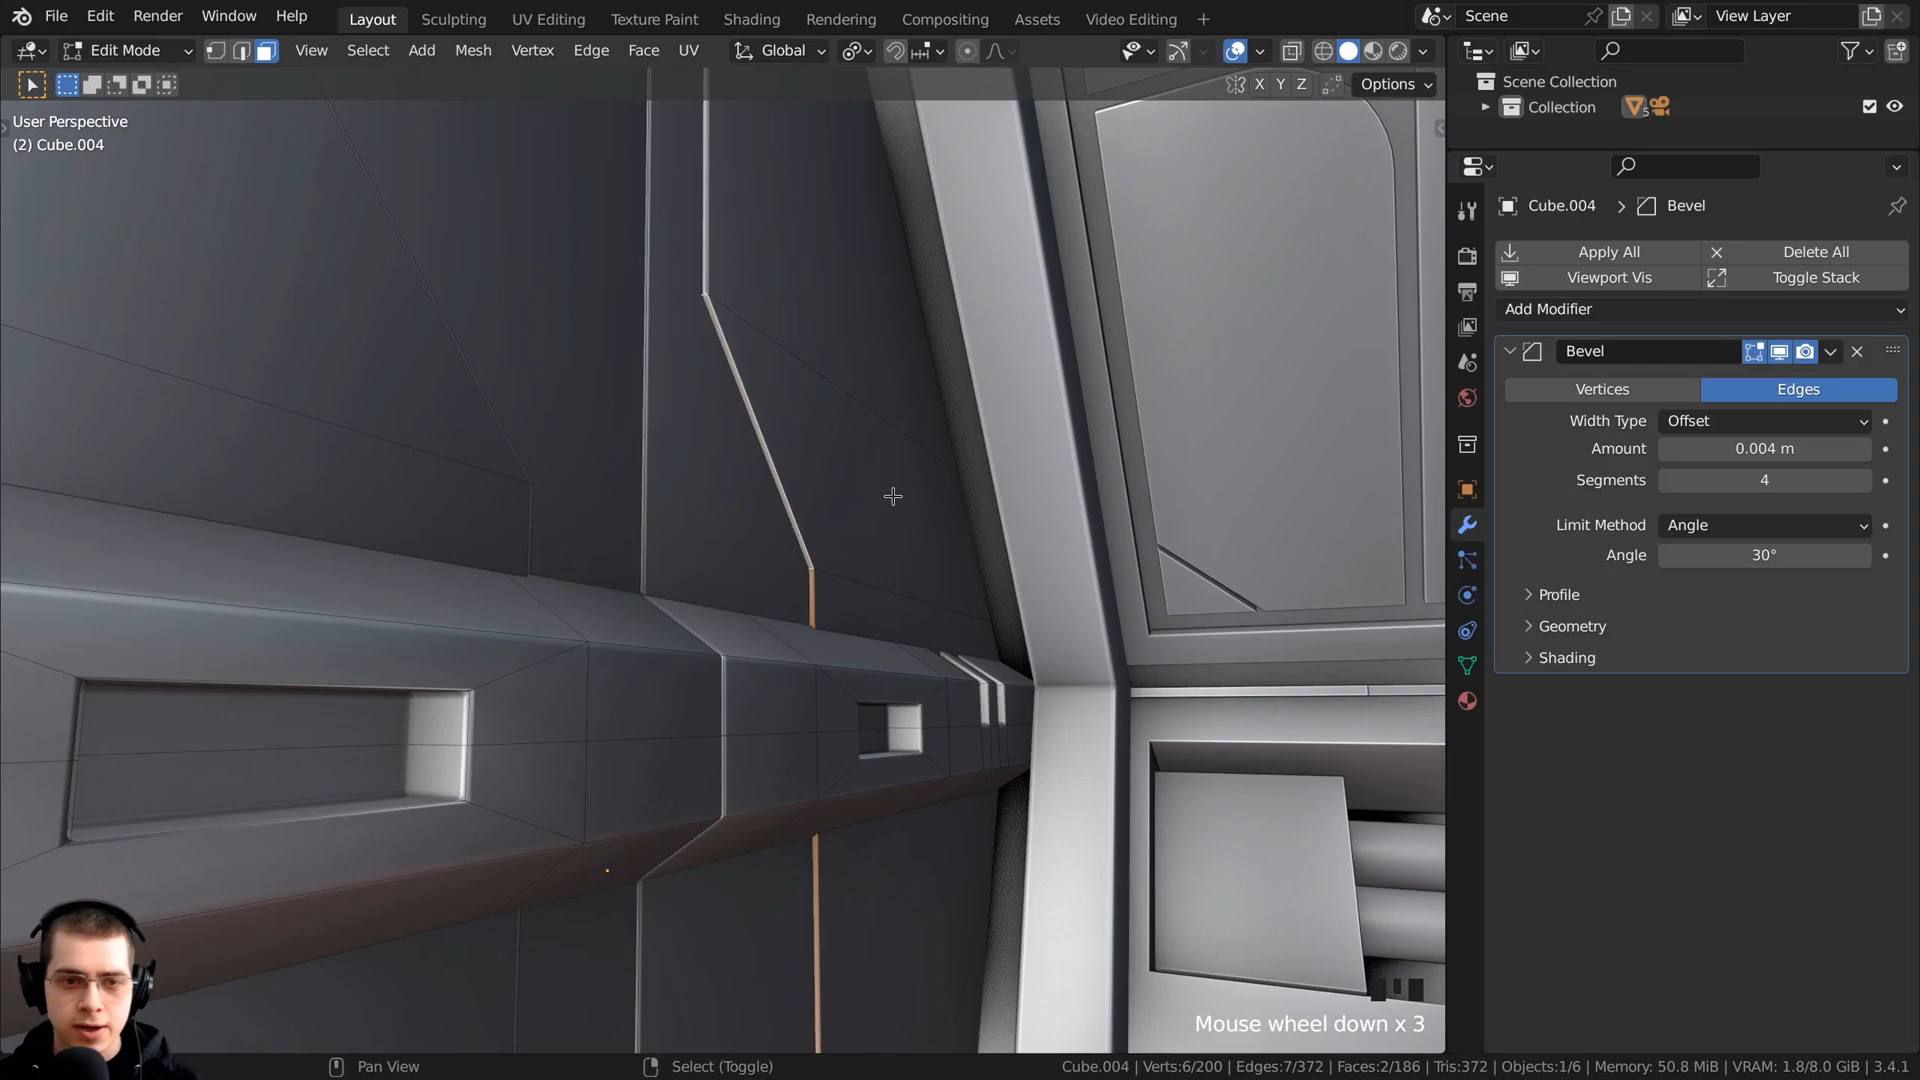 File Edit Render Window Help Layout Sculpting UV Editing Texture Paint Shading Rendering Compositing Assets Video Editing Scene View Layer
Edit Mode View Select Add Mesh Vertex Edge Face UV Global
X Y Z Options
User Perspective
(2) Cube.004
Scene Collection
Collection 5
Cube.004 > Bevel
Apply All Delete All
Viewport Vis Toggle Stack
Add Modifier
Bevel
Vertices Edges
Width Type Offset
Amount 0.004 m
Segments 4
Limit Method Angle
Angle 30°
Profile
Geometry
Shading
Mouse wheel down x 3
Pan View Select (Toggle) Cube.004 | Verts:6/200 | Edges:7/372 | Faces:2/186 | Tris:372 | Objects:1/6 | Memory: 50.8 MiB | VRAM: 1.8/8.0 GiB | 3.4.1